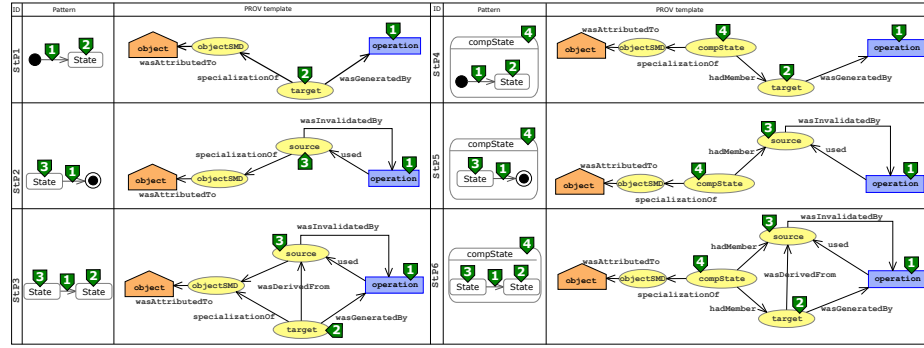 ID Pattern PROV template ID Pattern PROV template
StP1
1 2
State
object
objectSMD
1
operation
wasAttributedTo
specializationOf
wasGeneratedBy
2
target
StP4
4
compState
1 2
State
wasAttributedTo
object
objectSMD
4
compState
1
operation
specializationOf
hadMember
wasGeneratedBy
2
target
StP2
3 1
State
wasInvalidatedBy
specializationOf
source
3
used
object
objectSMD
1
operation
wasAttributedTo
StP5
4
compState
3 1
State
wasInvalidatedBy
3
source
hadMember
used
wasAttributedTo
object
objectSMD
4
compState
1
operation
specializationOf
StP3
3 1 2
State State
wasInvalidatedBy
3
source
used
object
objectSMD
1
operation
wasAttributedTo
wasDerivedFrom
specializationOf
wasGeneratedBy
target
2
StP6
4
compState
3 1 2
State State
3
wasInvalidatedBy
source
hadMember
used
wasAttributedTo
object
objectSMD
4
compState
1
operation
wasDerivedFrom
specializationOf
hadMember
wasGeneratedBy
2
target